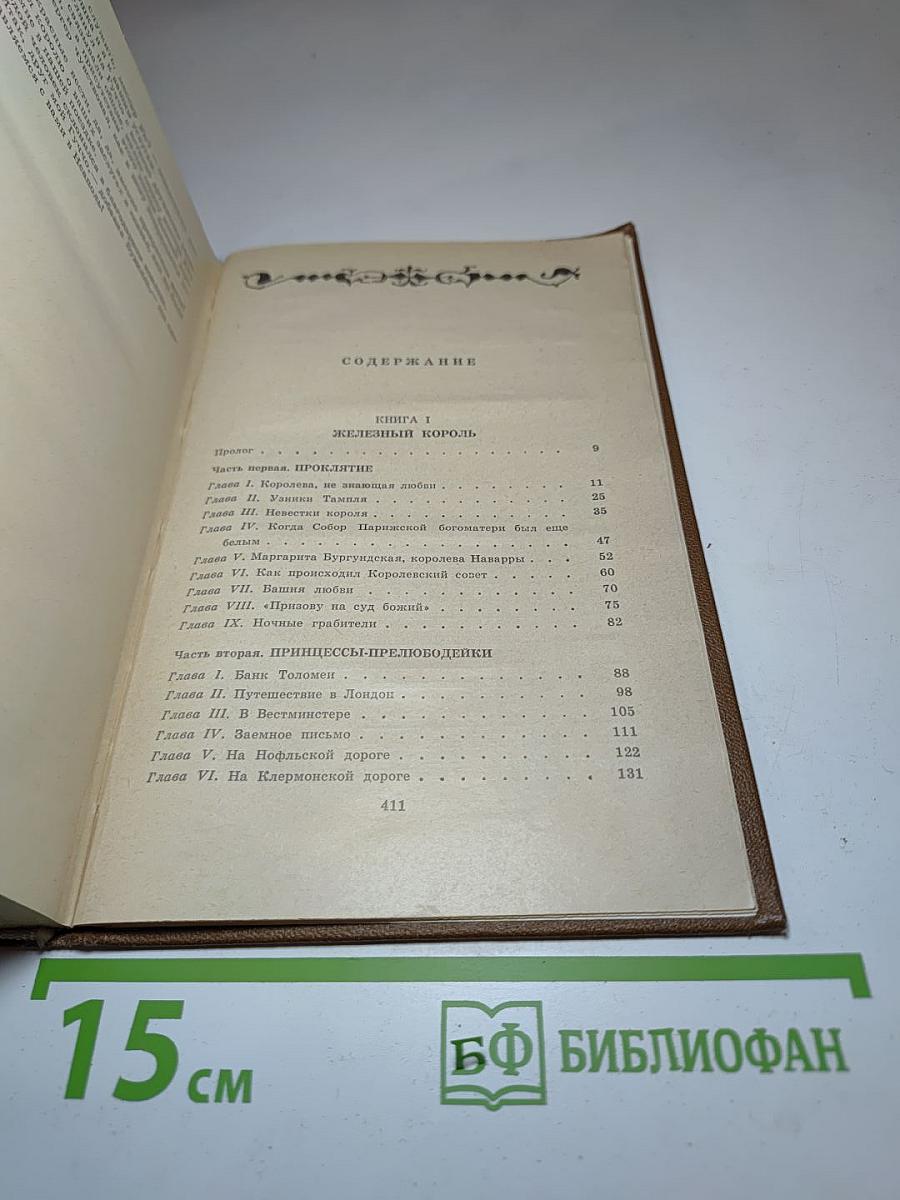 СОДЕРЖАНИЕ
КНИГА I
ЖЕЛЕЗНЫЙ КОРОЛЬ
Пролог . . . . . . . . . . . . . . . . . . 9
Часть первая. ПРОКЛЯТИЕ
Глава I. Королева, не знающая любви . . . . . . . . 11
Глава II. Узники Тампля . . . . . . . . . . . . 25
Глава III. Невестки короля . . . . . . . . . . . . 35
Глава IV. Когда Собор Парижской богоматери был еще
белым . . . . . . . . . . . . . . . . . 47
Глава V. Маргарита Бургундская, королева Наварры . . . 52
Глава VI. Как происходил Королевский совет . . . . . 60
Глава VII. Башня любви . . . . . . . . . . . . 70
Глава VIII. «Призову на суд божий» . . . . . . . . 75
Глава IX. Ночные грабители . . . . . . . . . . . 82
Часть вторая. ПРИНЦЕССЫ-ПРЕЛЮБОДЕЙКИ
Глава I. Банк Толомеи . . . . . . . . . . . . . 88
Глава II. Путешествие в Лондон . . . . . . . . . . 98
Глава III. В Вестминстере . . . . . . . . . . . . 105
Глава IV. Заемное письмо . . . . . . . . . . . . 111
Глава V. На Нофльской дороге . . . . . . . . . . 122
Глава VI. На Клермонской дороге . . . . . . . . . 131
411
15 см
БФ БИБЛИОФАН